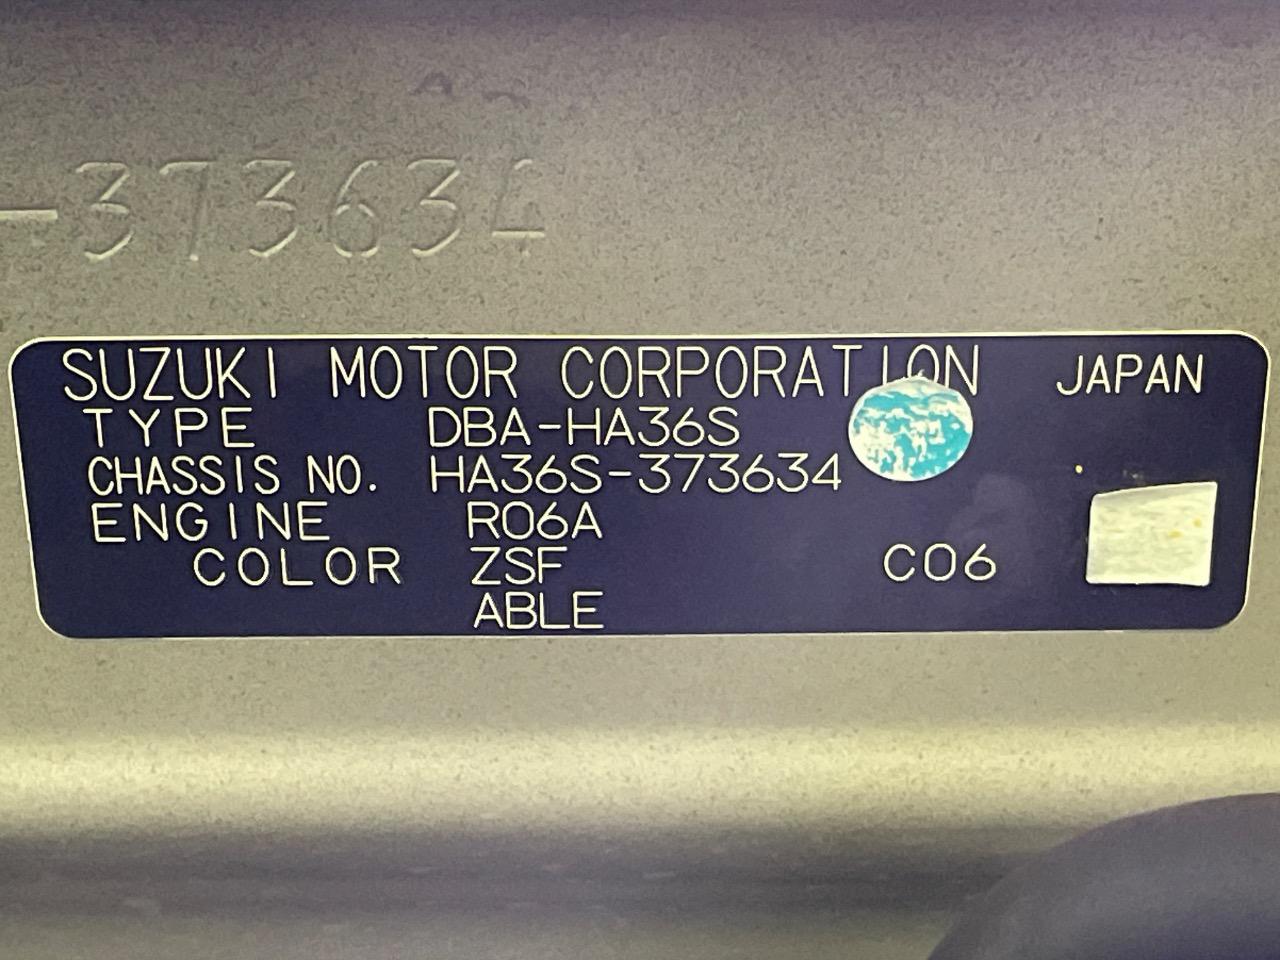 -373634
SUZUKI MOTOR CORPORATION JAPAN
TYPE DBA-HA36S
CHASSIS NO. HA36S-373634
ENGINE R06A
COLOR ZSF C06
ABLE